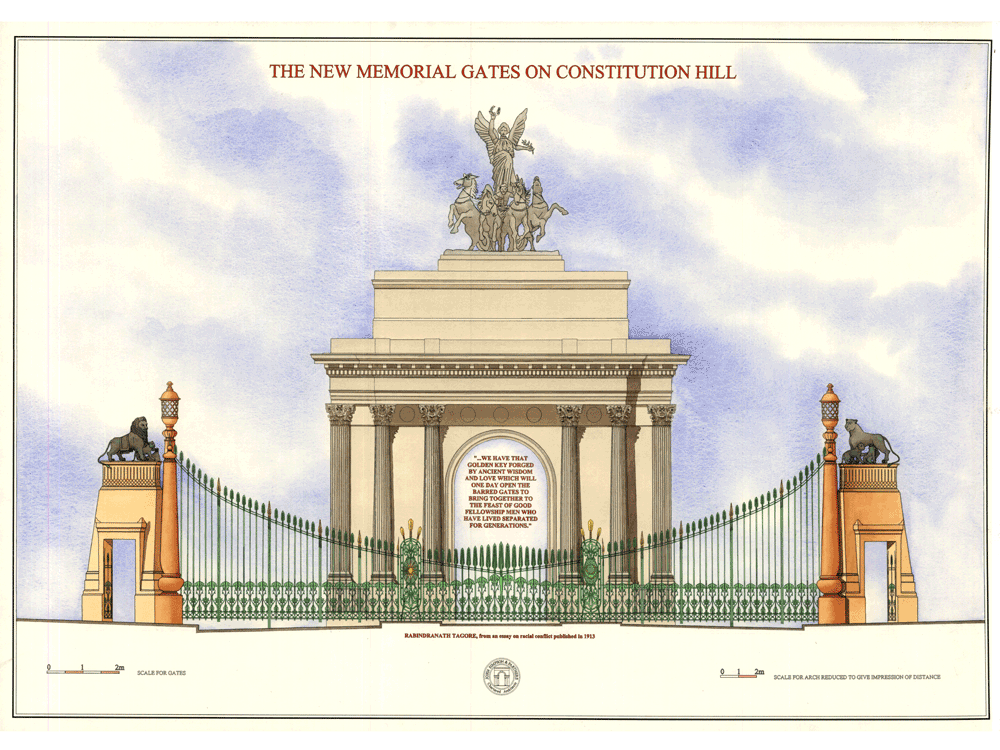 THE NEW MEMORIAL GATES ON CONSTITUTION HILL
"...WE HAVE THAT
GOLDEN KEY FORGED
BY ANCIENT WISDOM
AND LOVE WHICH WILL
ONE DAY OPEN THE
BARRED GATES TO
BRING TOGETHER TO
THE FEAST OF GOOD
FELLOWSHIP MEN WHO
HAVE LIVED SEPARATED
FOR GENERATIONS."
RABINDRANATH TAGORE, from an essay on racial conflict published in 1913
0 1 2m
SCALE FOR GATES
0 1 2m
SCALE FOR ARCH REDUCED TO GIVE IMPRESSION OF DISTANCE